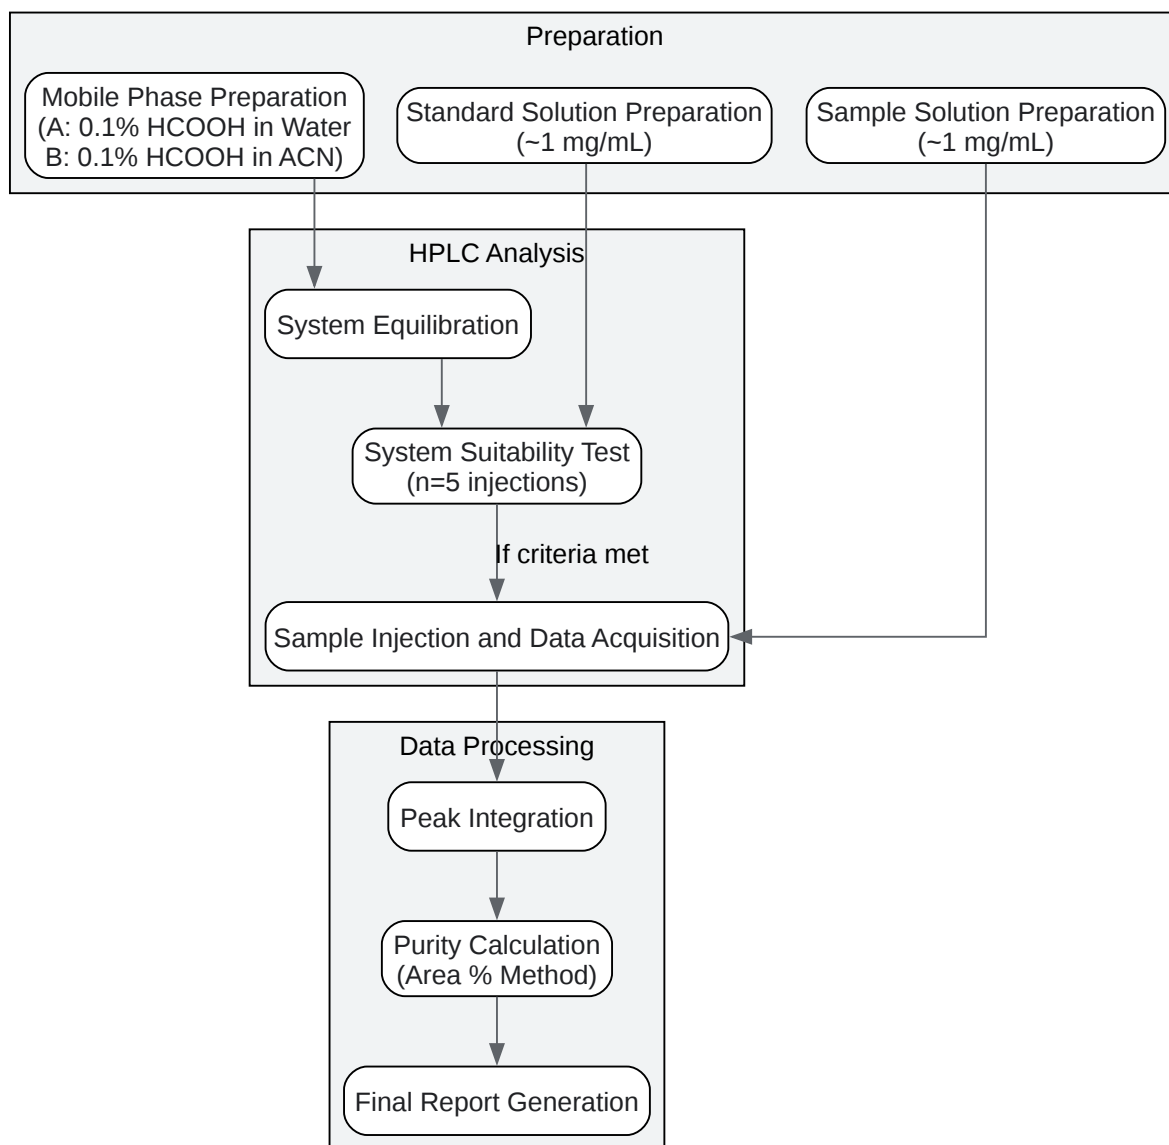 Preparation
Mobile Phase Preparation
(A: 0.1% HCOOH in Water
B: 0.1% HCOOH in ACN)
Standard Solution Preparation
(~1 mg/mL)
Sample Solution Preparation
(~1 mg/mL)
HPLC Analysis
System Equilibration
System Suitability Test
(n=5 injections)
If criteria met
Sample Injection and Data Acquisition
Data Processing
Peak Integration
Purity Calculation
(Area % Method)
Final Report Generation